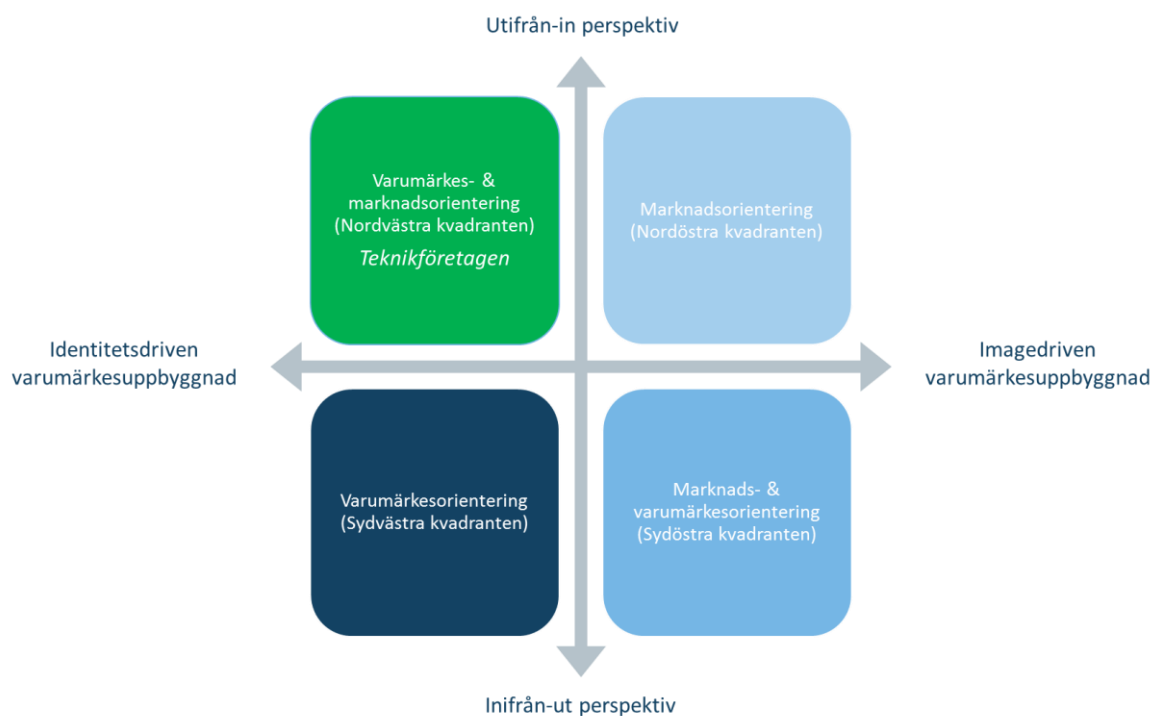 Utifrån-in perspektiv
Varumärkes- &
marknadsorientering
(Nordvästra kvadranten)
Teknikföretagen
Marknadsorientering
(Nordöstra kvadranten)
Identitetsdriven
varumärkesuppbyggnad
Imagedriven
varumärkesuppbyggnad
Varumärkesorientering
(Sydvästra kvadranten)
Marknads- &
varumärkesorientering
(Sydöstra kvadranten)
Inifrån-ut perspektiv